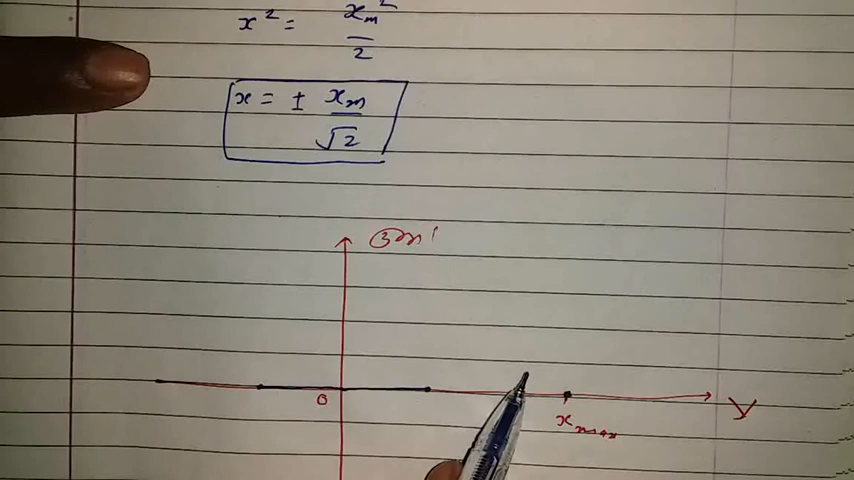 x² = xₘ² / 2
x = ± xₘ / √2
0
xₘₐₓ